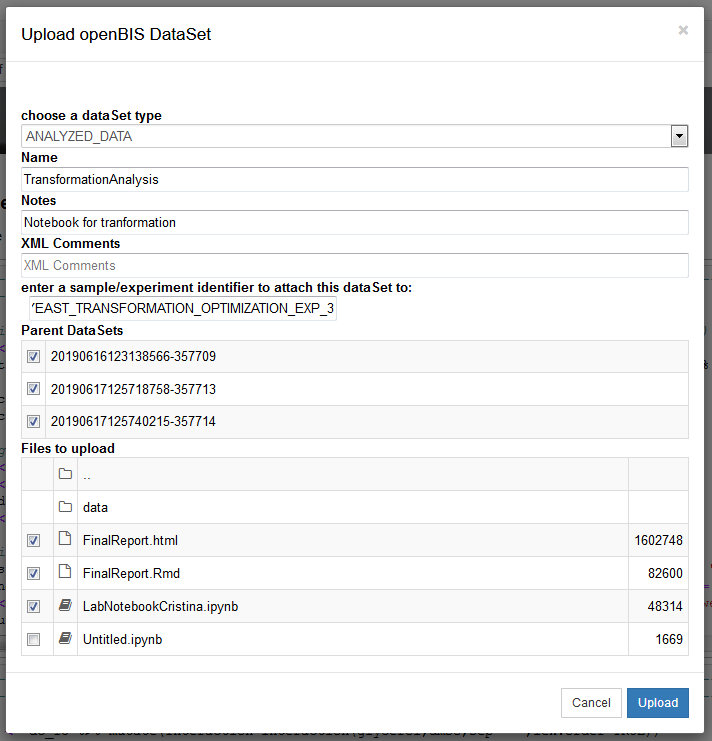 Upload openBIS DataSet
×
choose a dataSet type
ANALYZED_DATA
Name
TransformationAnalysis
Notes
Notebook for tranformation
XML Comments
XML Comments
enter a sample/experiment identifier to attach this dataSet to:
EAST_TRANSFORMATION_OPTIMIZATION_EXP_3
Parent DataSets
20190616123138566-357709
20190617125718758-357713
20190617125740215-357714
Files to upload
..
data
FinalReport.html 1602748
FinalReport.Rmd 82600
LabNotebookCristina.ipynb 48314
Untitled.ipynb 1669
Cancel Upload